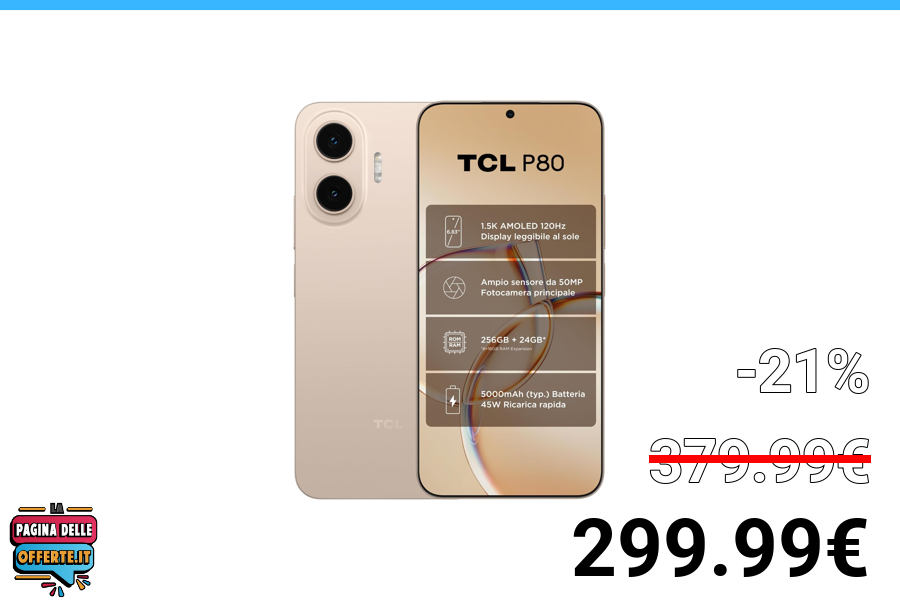 TCL P80
6.83"
1.5K AMOLED 120Hz
Display leggibile al sole
Ampio sensore da 50MP
Fotocamera principale
ROM
RAM
256GB + 24GB*
5000mAh (typ.) Batteria
45W Ricarica rapida
TCL
-21%
379.99€
299.99€
LA
PAGINA DELLE
OFFERTE.IT